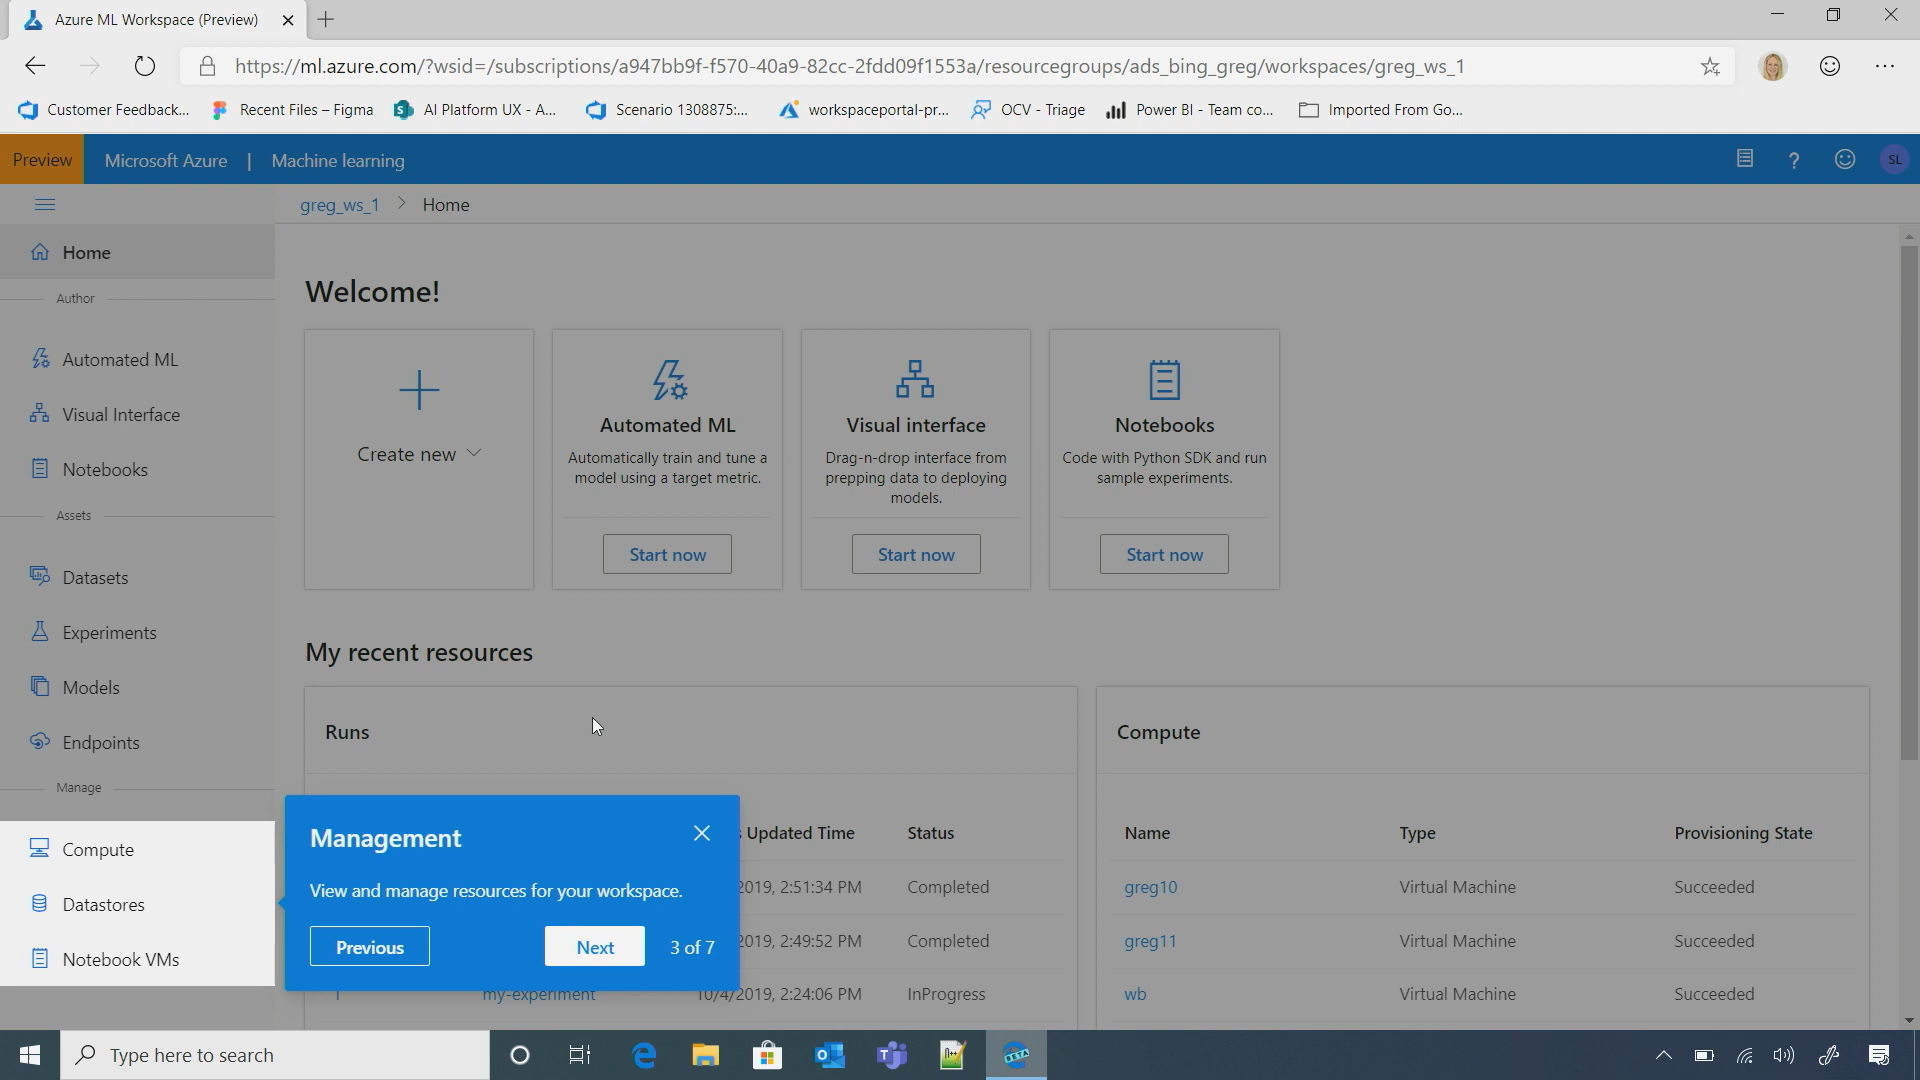 Azure ML Workspace (Preview)
https://ml.azure.com/?wsid=/subscriptions/a947bb9f-f570-40a9-82cc-2fdd09f1553a/resourcegroups/ads_bing_greg/workspaces/greg_ws_1
Customer Feedback... Recent Files – Figma AI Platform UX - A... Scenario 1308875:... workspaceportal-pr... OCV - Triage Power BI - Team co... Imported From Go...
Preview Microsoft Azure | Machine learning ? SL
greg_ws_1 > Home
Home
Author
Automated ML
Visual Interface
Notebooks
Assets
Datasets
Experiments
Models
Endpoints
Manage
Compute
Datastores
Notebook VMs
Welcome!
Create new
Automated ML
Automatically train and tune a
model using a target metric.
Start now
Visual interface
Drag-n-drop interface from
prepping data to deploying
models.
Start now
Notebooks
Code with Python SDK and run
sample experiments.
Start now
My recent resources
Runs
Updated Time Status
2019, 2:51:34 PM Completed
2019, 2:49:52 PM Completed
my-experiment 10/4/2019, 2:24:06 PM InProgress
Management
View and manage resources for your workspace.
Previous Next 3 of 7
Compute
Name Type Provisioning State
greg10 Virtual Machine Succeeded
greg11 Virtual Machine Succeeded
wb Virtual Machine Succeeded
Type here to search
BETA